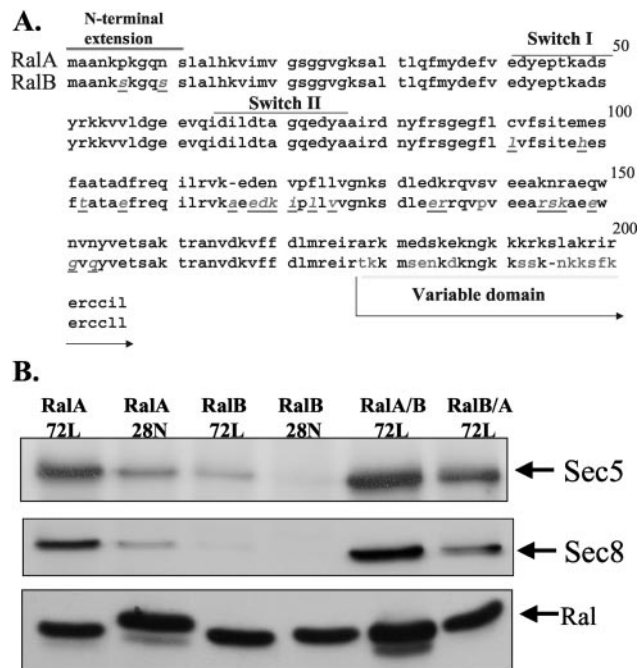 A.
N-terminal
extension
Switch I
50
RalA maankpkgqn slalhkvimv gsggvgksal tlqfmydefv edyeptkads
RalB maankskgqs slalhkvimv gsggvgksal tlqfmydefv edyeptkads
Switch II
100
yrkkvvldge evqidildta gqedyaaird nyfrsgegfl cvfsitemes
yrkkvvldge evqidildta gqedyaaird nyfrsgegfl lvfsitehes
150
faatadfreq ilrvk-eden vpfllvgnks dledkrqvsv eeaknraeqw
ftataefreq ilrvkaeedk ipllvvgnks dleerrqvpv eearskaeew
200
nvnyvetsak tranvdkvff dlmreirark medskekngk kkrkslakrir
gvgyvetsak tranvdkvff dlmreirtkk msenkdkngk kssk-nkksfk
erccil
erccll
Variable domain
B.
RalA RalA RalB RalB RalA/B RalB/A
72L 28N 72L 28N 72L 72L
Sec5
Sec8
Ral